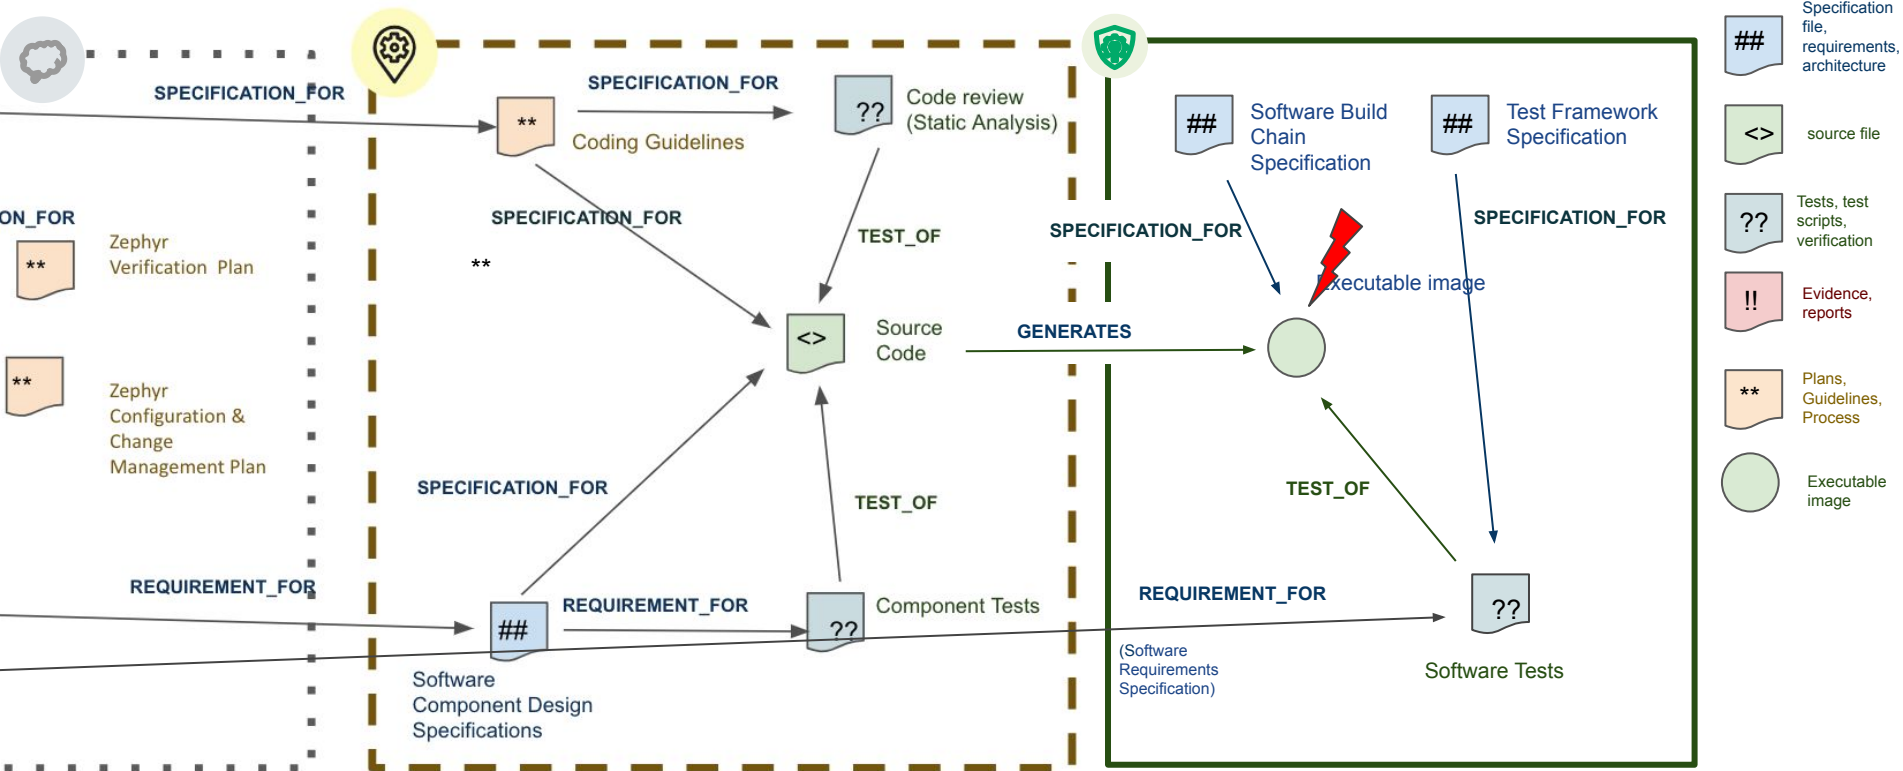 SPECIFICATION_FOR
ON_FOR
**
Zephyr
Verification Plan
**
Zephyr
Configuration &
Change
Management Plan
REQUIREMENT_FOR
**
Coding Guidelines
SPECIFICATION_FOR
??
Code review
(Static Analysis)
SPECIFICATION_FOR
**
TEST_OF
<>
Source
Code
SPECIFICATION_FOR
TEST_OF
##
Software
Component Design
Specifications
REQUIREMENT_FOR
??
Component Tests
GENERATES
##
Software Build
Chain
Specification
##
Test Framework
Specification
SPECIFICATION_FOR
SPECIFICATION_FOR
Executable image
TEST_OF
REQUIREMENT_FOR
(Software
Requirements
Specification)
??
Software Tests
##
Specification
file,
requirements,
architecture
<>
source file
??
Tests, test
scripts,
verification
!!
Evidence,
reports
**
Plans,
Guidelines,
Process
Executable
image